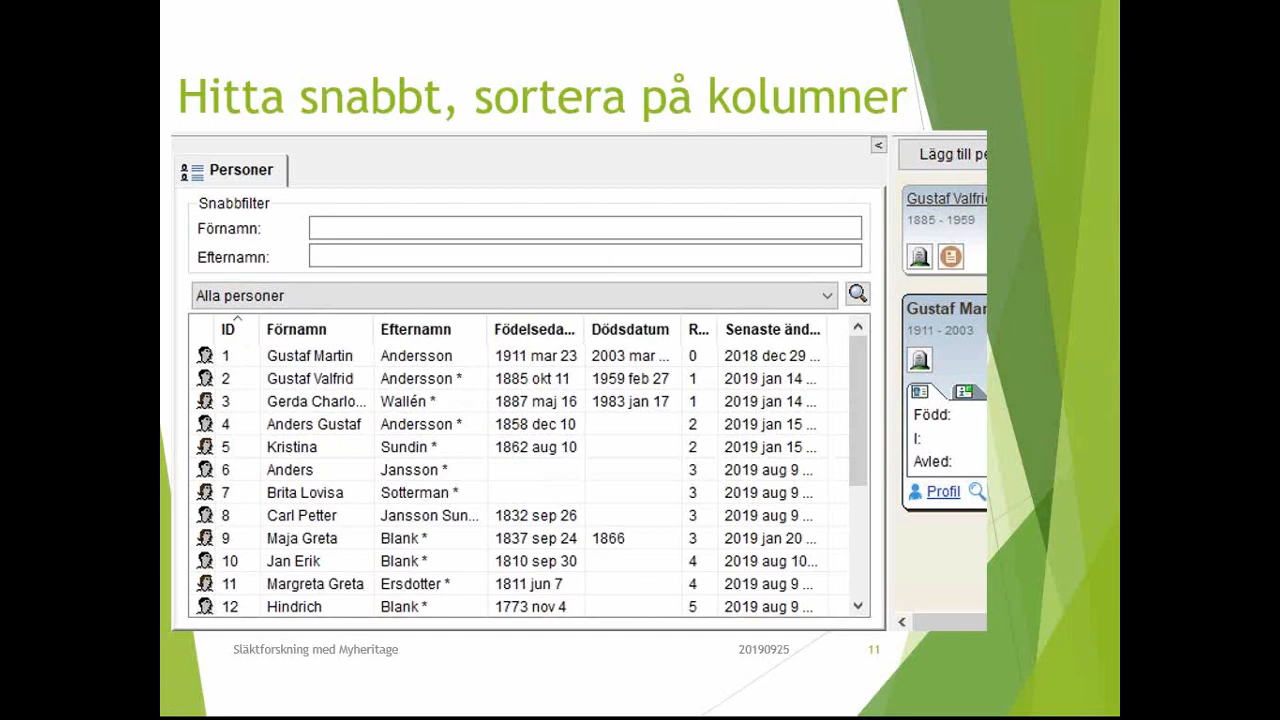 Hitta snabbt, sortera på kolumner
Personer
<
Lägg till pe
Snabbfilter
Förnamn:
Efternamn:
Alla personer
ID Förnamn Efternamn Födelseda... Dödsdatum R... Senaste änd...
1 Gustaf Martin Andersson 1911 mar 23 2003 mar ... 0 2018 dec 29 ...
2 Gustaf Valfrid Andersson * 1885 okt 11 1959 feb 27 1 2019 jan 14 ...
3 Gerda Charlo... Wallén * 1887 maj 16 1983 jan 17 1 2019 jan 14 ...
4 Anders Gustaf Andersson * 1858 dec 10 2 2019 jan 15 ...
5 Kristina Sundin * 1862 aug 10 2 2019 jan 15 ...
6 Anders Jansson * 3 2019 aug 9 ...
7 Brita Lovisa Sotterman * 3 2019 aug 9 ...
8 Carl Petter Jansson Sun... 1832 sep 26 3 2019 aug 9 ...
9 Maja Greta Blank * 1837 sep 24 1866 3 2019 jan 20 ...
10 Jan Erik Blank * 1810 sep 30 4 2019 aug 10...
11 Margreta Greta Ersdotter * 1811 jun 7 4 2019 aug 9 ...
12 Hindrich Blank * 1773 nov 4 5 2019 aug 9 ...
Gustaf Valfri
1885 - 1959
Gustaf Mar
1911 - 2003
Född:
I:
Avled:
Profil
<
Släktforskning med Myheritage 20190925 11